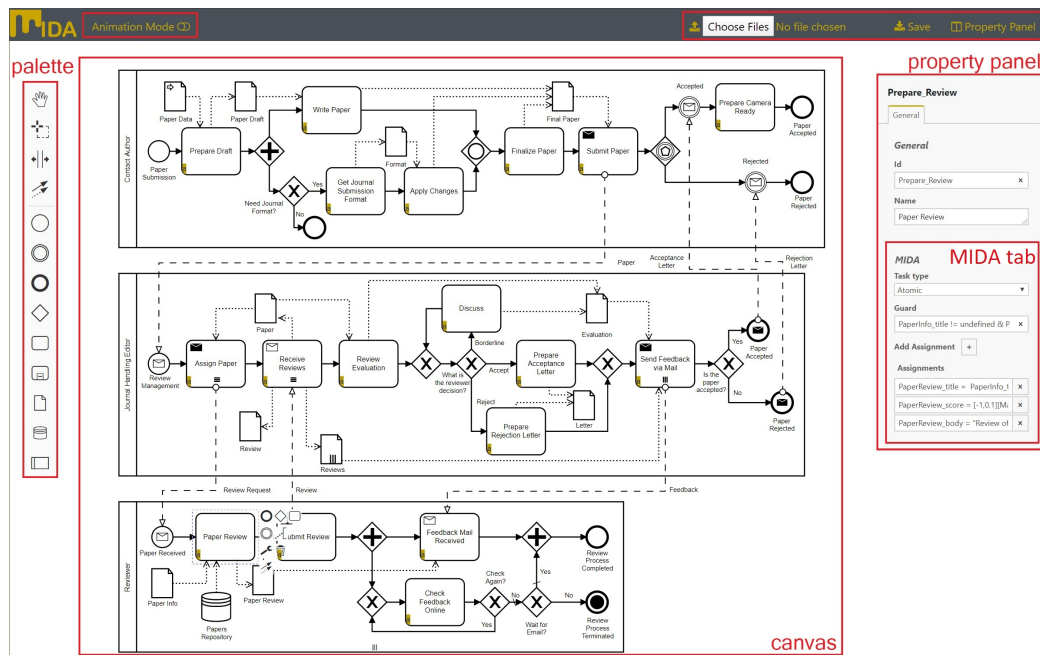 MIDA
Animation Mode
Choose Files No file chosen
Save
Property Panel
palette
property panel
Paper Data
Paper Draft
Write Paper
Final Paper
Accepted
Prepare Camera
Ready
Paper
Accepted
Contact Author
Paper
Submission
Prepare Draft
Format
Finalize Paper
Submit Paper
Rejected
Need Journal
Format?
Yes
Get Journal
Submission
Format
Apply Changes
No
Paper
Rejected
Paper
Acceptance
Letter
Rejection
Letter
Journal Handling Editor
Paper
Discuss
Evaluation
Borderline
Review
Management
Assign Paper
Receive
Reviews
Review
Evaluation
What is
the reviewer
decision?
Accept
Prepare
Acceptance
Letter
Send Feedback
via Mail
Is the
paper
accepted?
Yes
Paper
Accepted
No
Reject
Prepare
Rejection Letter
Letter
Paper
Rejected
Review
Reviews
Review Request
Review
Feedback
Reviewer
Paper Received
Paper Review
Submit Review
Feedback Mail
Received
Review
Process
Completed
Paper Info
Papers
Repository
Paper Review
Check
Feedback
Online
Check
Again?
No
Yes
Yes
Wait for
Email?
No
Review
Process
Terminated
canvas
Prepare_Review
General
General
Id
Prepare_Review ×
Name
Paper Review
MIDA
MIDA tab
Task type
Atomic
Guard
PaperInfo_title != undefined & P ×
Add Assignment +
Assignments
PaperReview_title = PaperInfo_t ×
PaperReview_score = [-1,0,1][Ma ×
PaperReview_body = "Review of ×